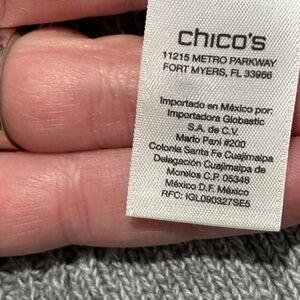 chico's
11215 METRO PARKWAY
FORT MYERS, FL 33966
Importado en México por:
Importadora Globastic
S.A. de C.V.
Mario Pani #200
Colonia Santa Fe Cuajimalpa
Delegación Cuajimalpa de
Morelos C.P. 05348
México D.F. México
RFC: IGL090327SE5